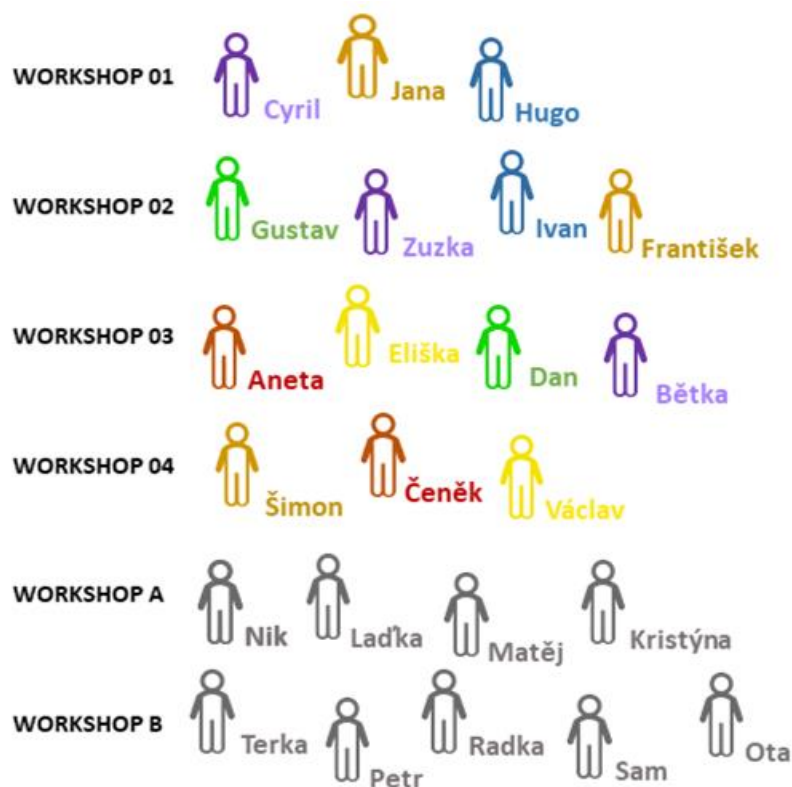 WORKSHOP 01
Cyril
Jana
Hugo
WORKSHOP 02
Gustav
Zuzka
Ivan
František
WORKSHOP 03
Aneta
Eliška
Dan
Bětka
WORKSHOP 04
Šimon
Čeněk
Václav
WORKSHOP A
Nik
Laďka
Matěj
Kristýna
WORKSHOP B
Terka
Petr
Radka
Sam
Ota